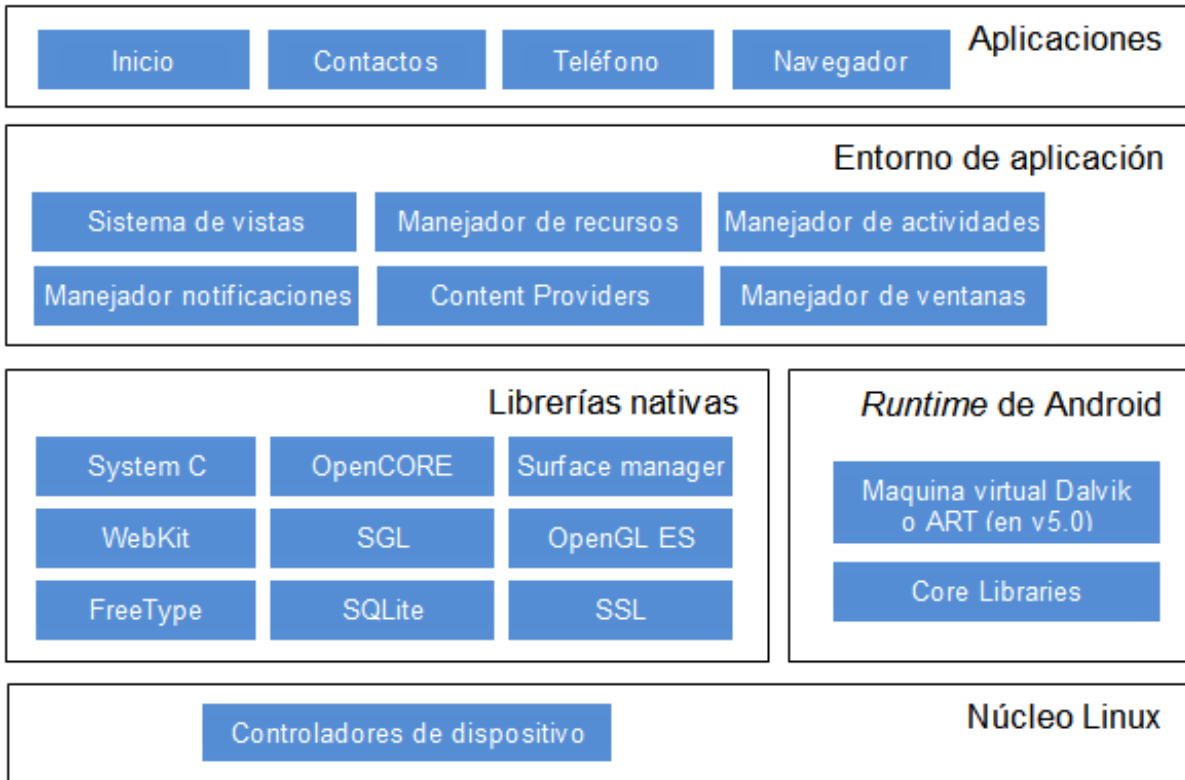 Aplicaciones
Inicio
Contactos
Teléfono
Navegador
Entorno de aplicación
Sistema de vistas
Manejador de recursos
Manejador de actividades
Manejador notificaciones
Content Providers
Manejador de ventanas
Librerías nativas
System C
OpenCORE
Surface manager
WebKit
SGL
OpenGL ES
FreeType
SQLite
SSL
Runtime de Android
Maquina virtual Dalvik
o ART (en v5.0)
Core Libraries
Núcleo Linux
Controladores de dispositivo